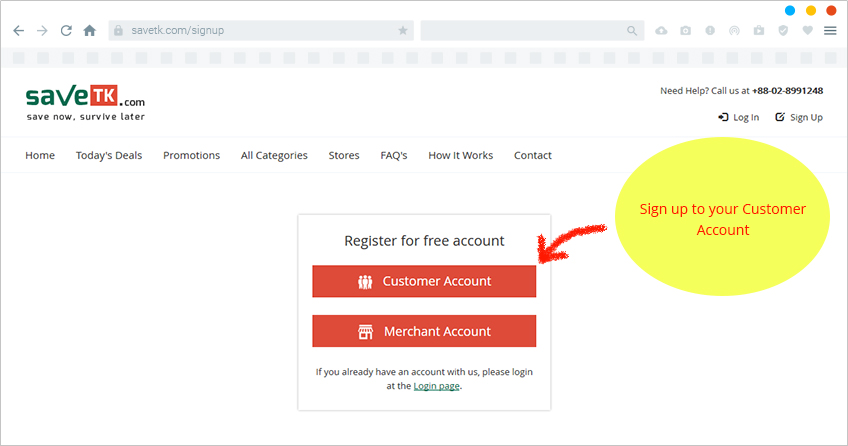 savetk.com/signup
save TK .com
save now, survive later
Need Help? Call us at +88-02-8991248
Log In
Sign Up
Home
Today's Deals
Promotions
All Categories
Stores
FAQ's
How It Works
Contact
Sign up to your Customer
Account
Register for free account
Customer Account
Merchant Account
If you already have an account with us, please login
at the Login page.